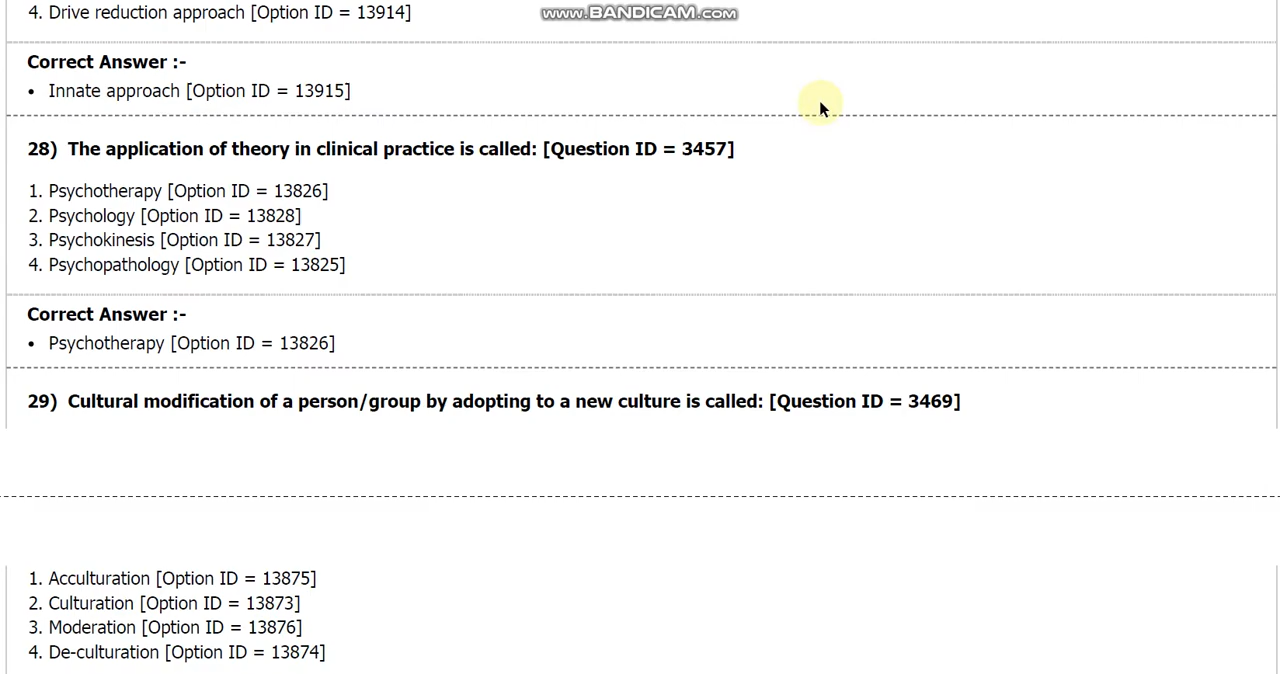 4. Drive reduction approach [Option ID = 13914]
www.BANDICAM.com
Correct Answer :-
• Innate approach [Option ID = 13915]
28) The application of theory in clinical practice is called: [Question ID = 3457]
1. Psychotherapy [Option ID = 13826]
2. Psychology [Option ID = 13828]
3. Psychokinesis [Option ID = 13827]
4. Psychopathology [Option ID = 13825]
Correct Answer :-
• Psychotherapy [Option ID = 13826]
29) Cultural modification of a person/group by adopting to a new culture is called: [Question ID = 3469]
1. Acculturation [Option ID = 13875]
2. Culturation [Option ID = 13873]
3. Moderation [Option ID = 13876]
4. De-culturation [Option ID = 13874]